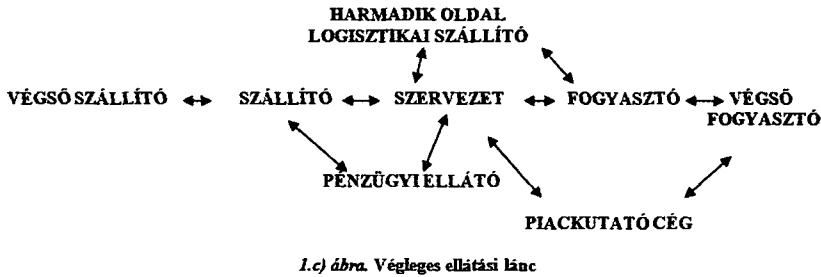 HARMADIK OLDAL
LOGISZTIKAI SZÁLLÍTÓ
VÉGSŐ SZÁLLÍTÓ SZÁLLÍTÓ SZERVEZET FOGYASZTÓ VÉGSŐ
FOGYASZTÓ
PÉNZÜGYI ELLÁTÓ
PIACKUTATÓ CÉG
1.c) ábra. Végleges ellátási lánc